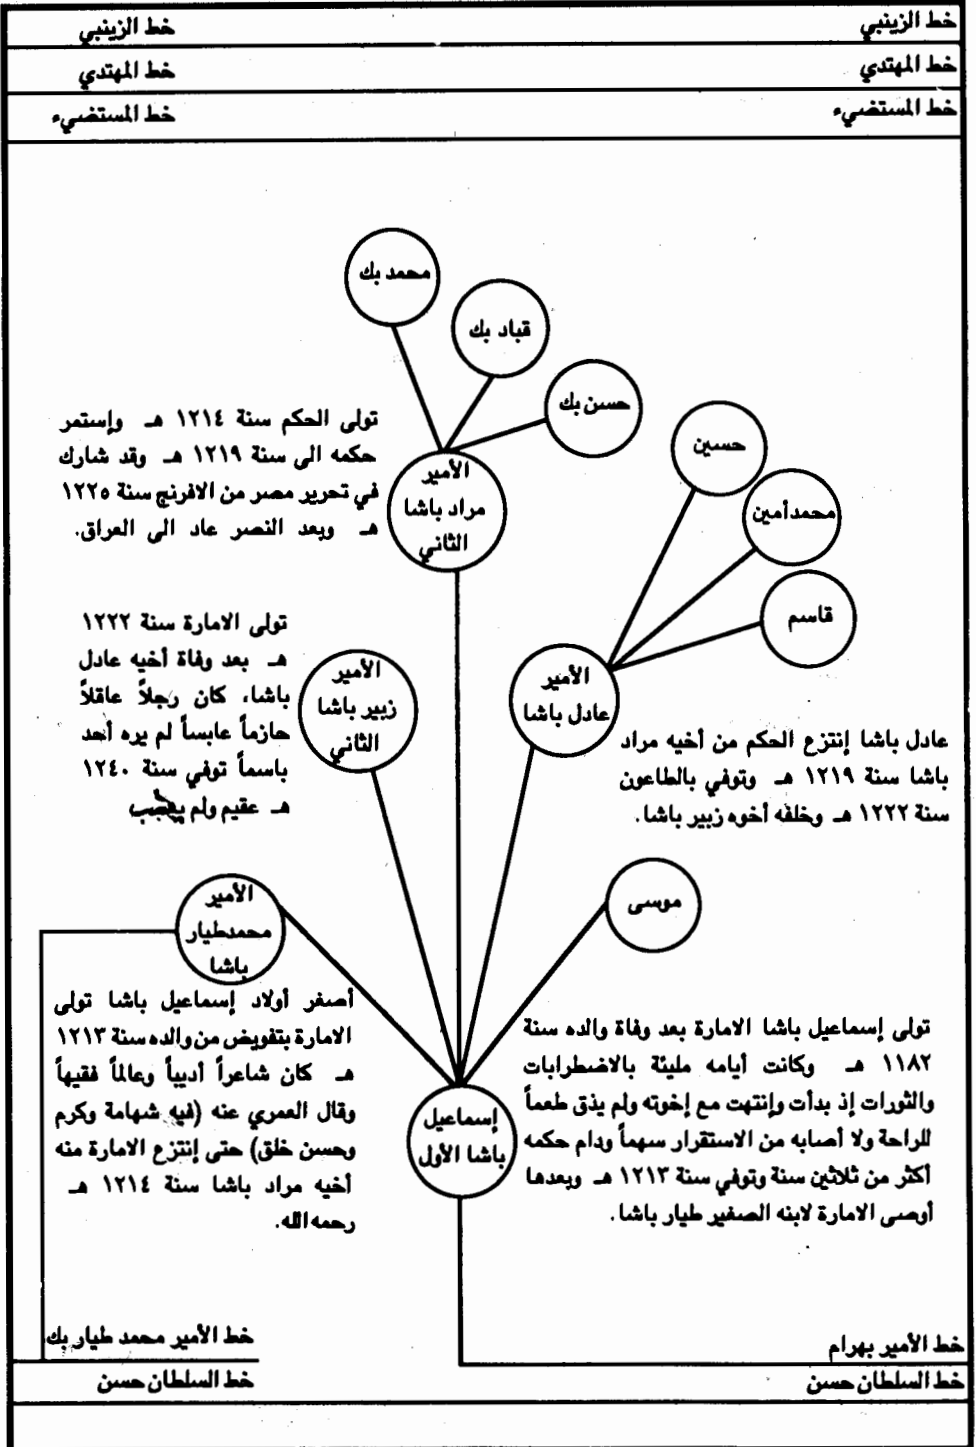 خط الزينبي
خط الزينبي
خط المهتدي
خط المهتدي
خط المستضيء
خط المستضيء
محمد بك
قباد بك
حسن بك
حسين
محمد أمين
قاسم
تولى الحكم سنة ١٢١٤ هـ وإستمر
حكمه الى سنة ١٢١٩ هـ وقد شارك
في تحرير مصر من الافرنج سنة ١٢٢٥
هـ وبعد النصر عاد الى العراق.
الأمير
مراد باشا
الثاني
تولى الامارة سنة ١٢٢٢
هـ بعد وفاة أخيه عادل
باشا، كان رجلاً عاقلاً
حازماً عابساً لم يره أحد
باسماً توفي سنة ١٢٤٠
هـ عقيم ولم
الأمير
زبير باشا
الثاني
الأمير
عادل باشا
عادل باشا إنتزع الحكم من أخيه مراد
باشا سنة ١٢١٩ هـ وتوفي بالطاعون
سنة ١٢٢٢ هـ وخلفه أخوه زبير باشا.
موسى
الأمير
محمد طيار
باشا
أصغر أولاد إسماعيل باشا تولى
الامارة بتفويض من والده سنة ١٢١٣
هـ كان شاعراً أديباً وعالماً فقيهاً
وقال العمري عنه (فيه شهامة وكرم
وحسن خلق) حتى إنتزع الامارة منه
أخيه مراد باشا سنة ١٢١٤ هـ
رحمه الله.
إسماعيل
باشا الأول
تولى إسماعيل باشا الامارة بعد وفاة والده سنة
١١٨٢ هـ وكانت أيامه مليئة بالاضطرابات
والثورات إذ بدأت وإنتهت مع إخوته ولم يذق طعماً
للراحة ولا أصابه من الاستقرار سهماً ودام حكمه
أكثر من ثلاثين سنة وتوفي سنة ١٢١٣ هـ وبعدها
أوصى الامارة لابنه الصغير طيار باشا.
خط الأمير بهرام
خط الأمير محمد طيار بك
خط السلطان حسن
خط السلطان حسن